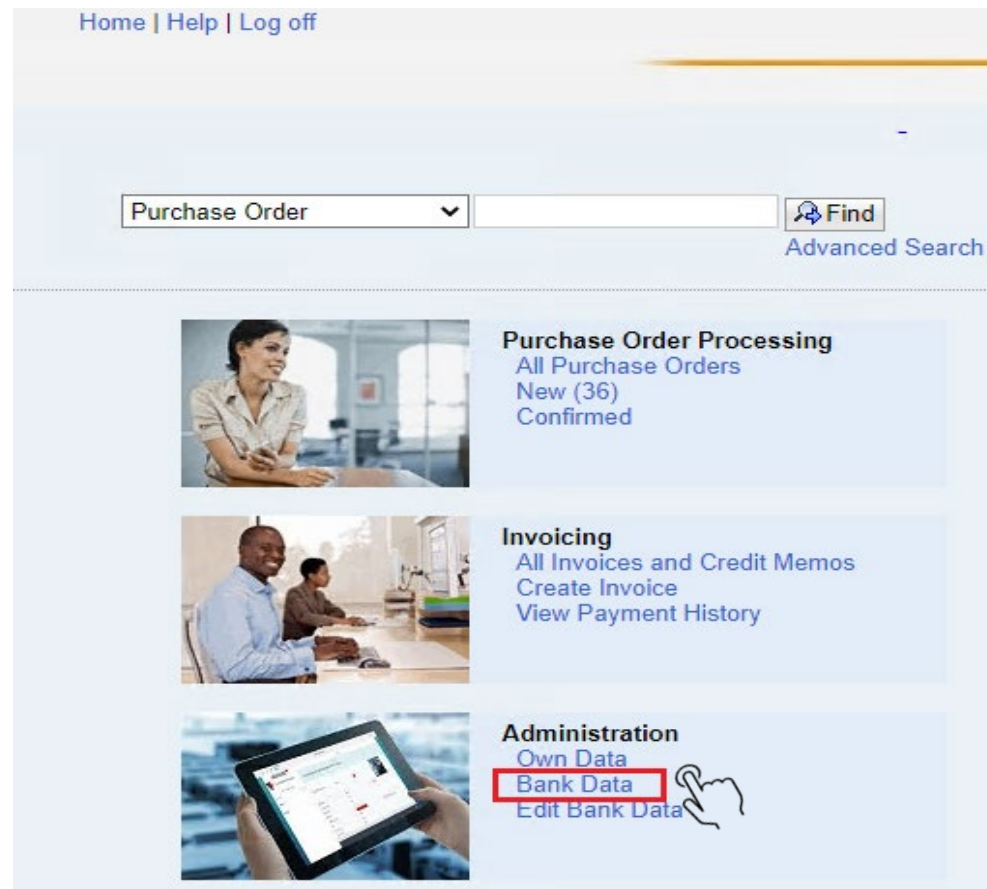 Home | Help | Log off
Purchase Order
Find
Advanced Search
Purchase Order Processing
All Purchase Orders
New (36)
Confirmed
Invoicing
All Invoices and Credit Memos
Create Invoice
View Payment History
Administration
Own Data
Bank Data
Edit Bank Data